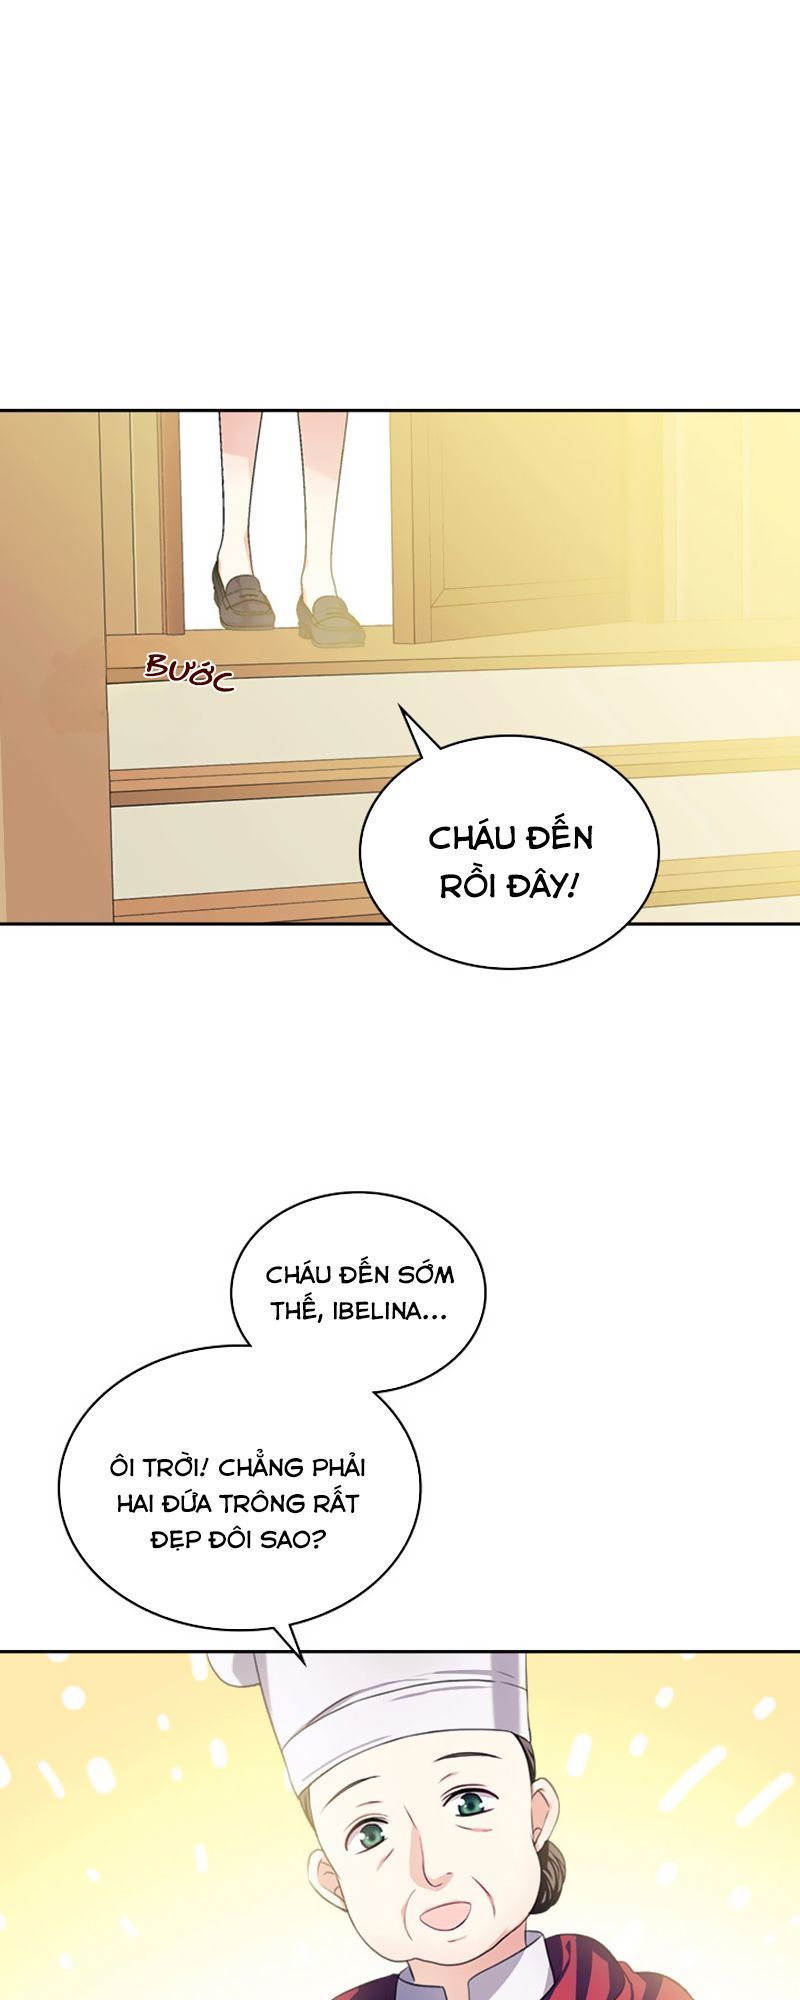 BƯỚC
CHÁU ĐẾN
RỒI ĐÂY!
CHÁU ĐẾN SỚM
THẾ, IBELINA...
ÔI TRỜI! CHẲNG PHẢI
HAI ĐỨA TRÔNG RẤT
ĐẸP ĐÔI SAO?